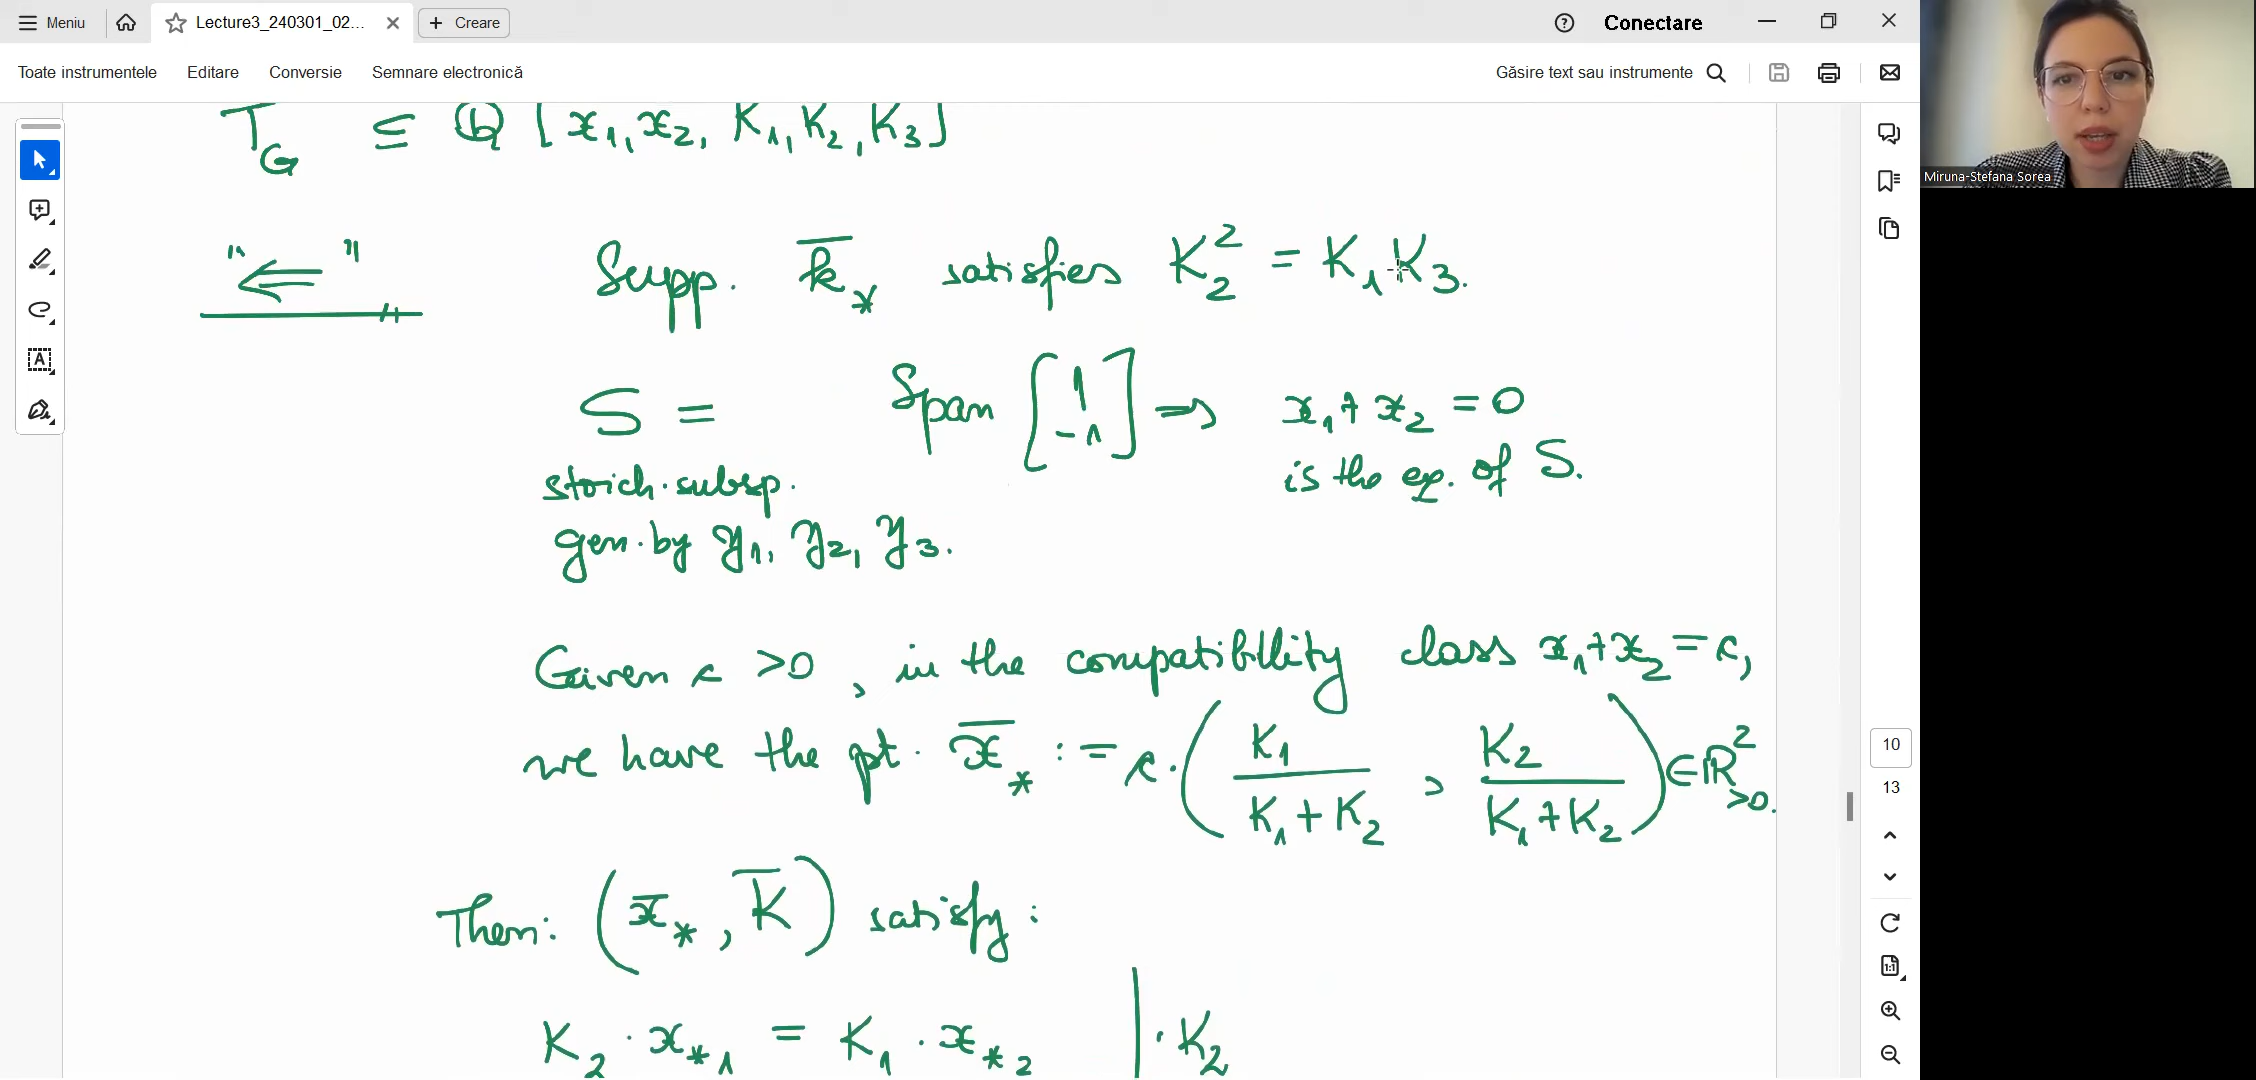 Meniu
Lecture3_240301_02...
Creare
Conectare
Toate instrumentele Editare Conversie Semnare electronică
Găsire text sau instrumente
Miruna-Stefana Sorea
T_G ⊆ Q [x₁, x₂, K₁, K₂, K₃]
"⇐" Supp. k̅_* satisfies K₂² = K₁K₃.
S = Span [1 -1] ⇒ x₁ + x₂ = 0
stoich. subsp. is the eq. of S.
gen. by y₁, y₂, y₃.
Given c > 0, in the compatibility class x₁ + x₂ = c,
we have the pt. x̅_* := c · (K₁/(K₁+K₂), K₂/(K₁+K₂)) ∈ ℝ²_{>0}.
Then: (x̅_*, K̅) satisfy:
K₂ · x_{*1} = K₁ · x_{*2} | · K₂
10
13